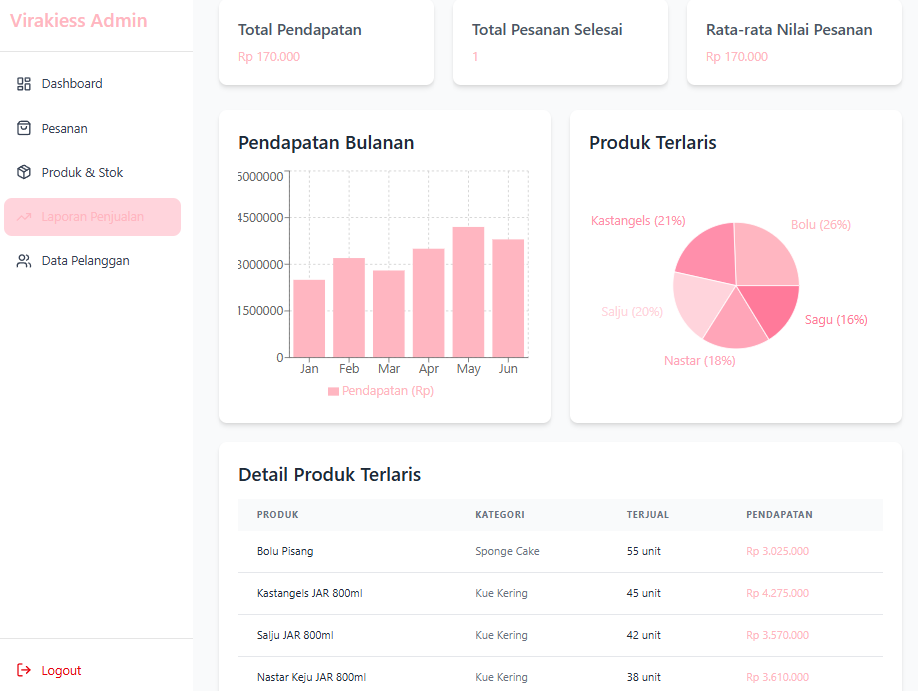 Virakiess Admin
Dashboard
Pesanan
Produk & Stok
Laporan Penjualan
Data Pelanggan
Logout
Total Pendapatan
Rp 170.000
Total Pesanan Selesai
1
Rata-rata Nilai Pesanan
Rp 170.000
Pendapatan Bulanan
6000000
4500000
3000000
1500000
0
Jan Feb Mar Apr May Jun
Pendapatan (Rp)
Produk Terlaris
Kastangels (21%)
Bolu (26%)
Salju (20%)
Sagu (16%)
Nastar (18%)
Detail Produk Terlaris
PRODUK KATEGORI TERJUAL PENDAPATAN
Bolu Pisang Sponge Cake 55 unit Rp 3.025.000
Kastangels JAR 800ml Kue Kering 45 unit Rp 4.275.000
Salju JAR 800ml Kue Kering 42 unit Rp 3.570.000
Nastar Keju JAR 800ml Kue Kering 38 unit Rp 3.610.000